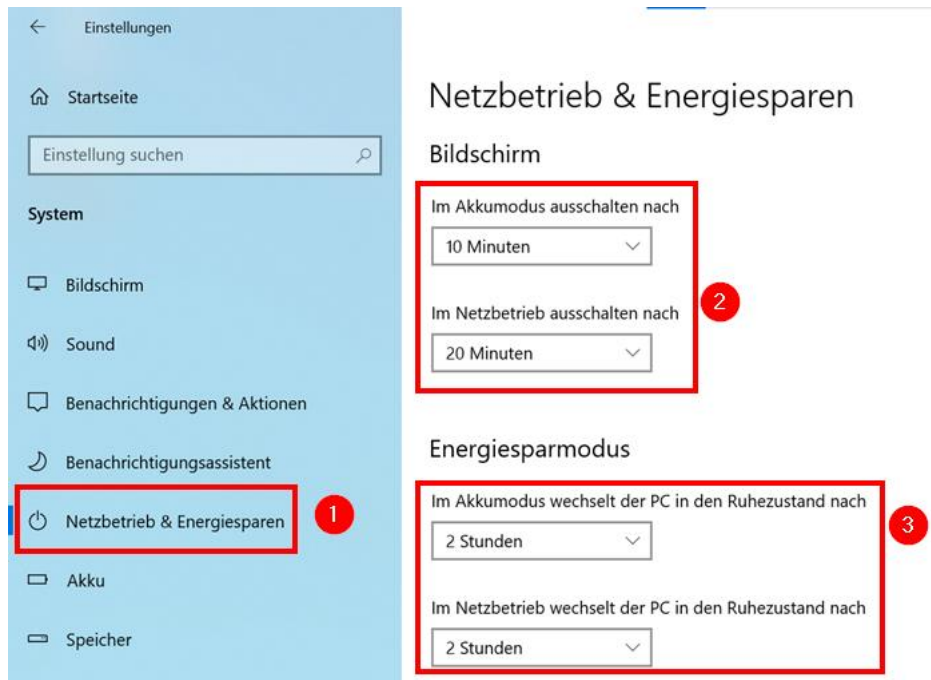 Einstellungen
Startseite
Einstellung suchen
System
Bildschirm
Sound
Benachrichtigungen & Aktionen
Benachrichtigungsassistent
Netzbetrieb & Energiesparen
1
Akku
Speicher
Netzbetrieb & Energiesparen
Bildschirm
Im Akkumodus ausschalten nach
10 Minuten
2
Im Netzbetrieb ausschalten nach
20 Minuten
Energiesparmodus
Im Akkumodus wechselt der PC in den Ruhezustand nach
3
2 Stunden
Im Netzbetrieb wechselt der PC in den Ruhezustand nach
2 Stunden